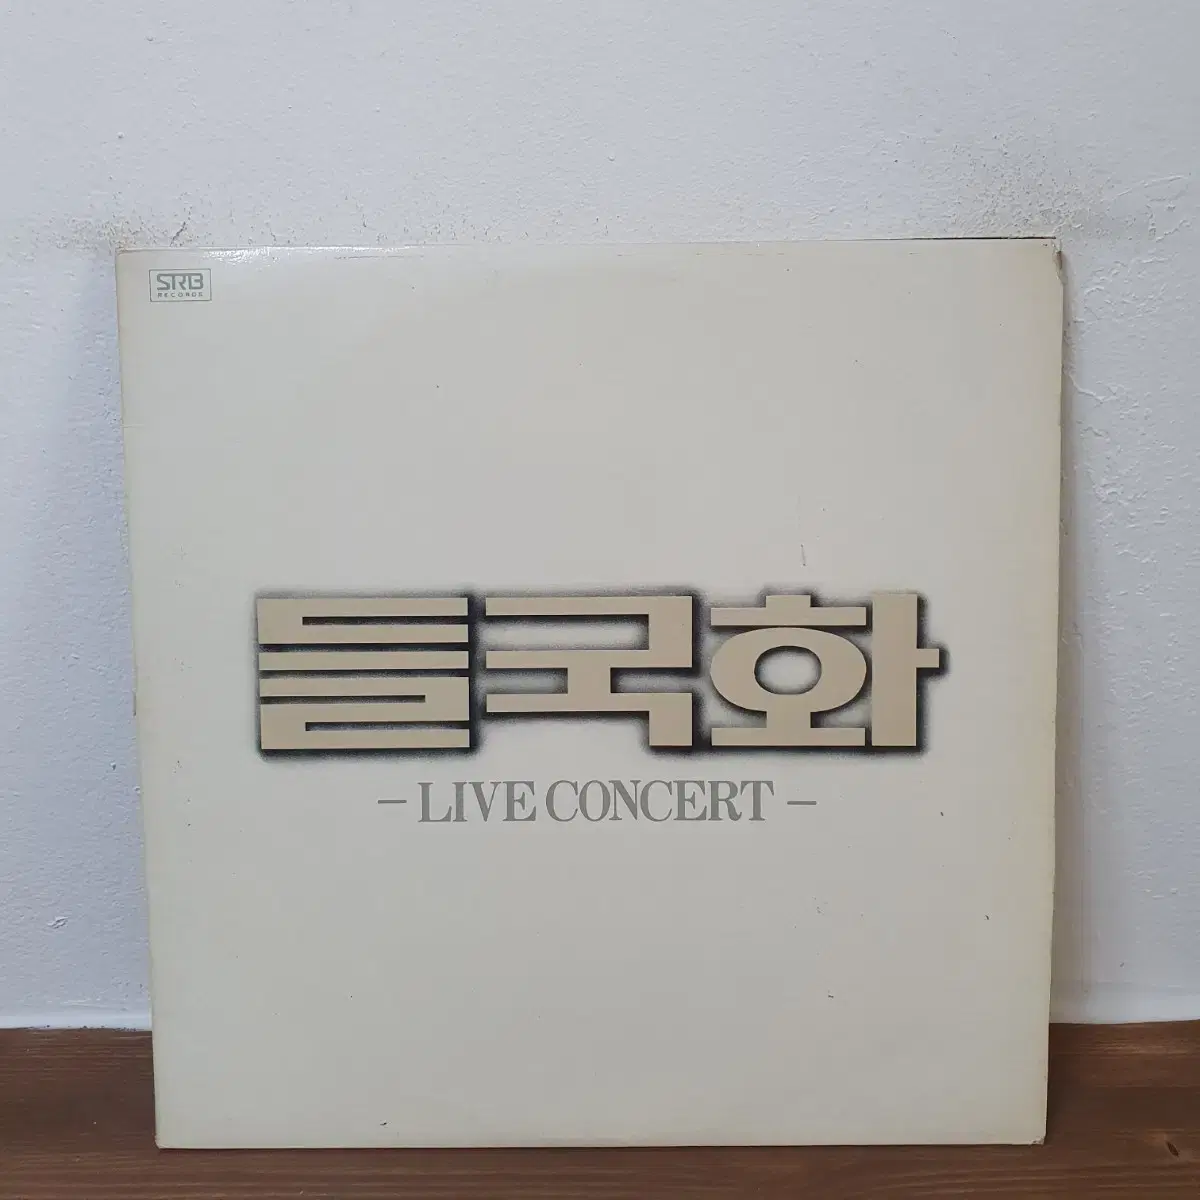 SRB
RECORDS
들국화
- LIVE CONCERT -